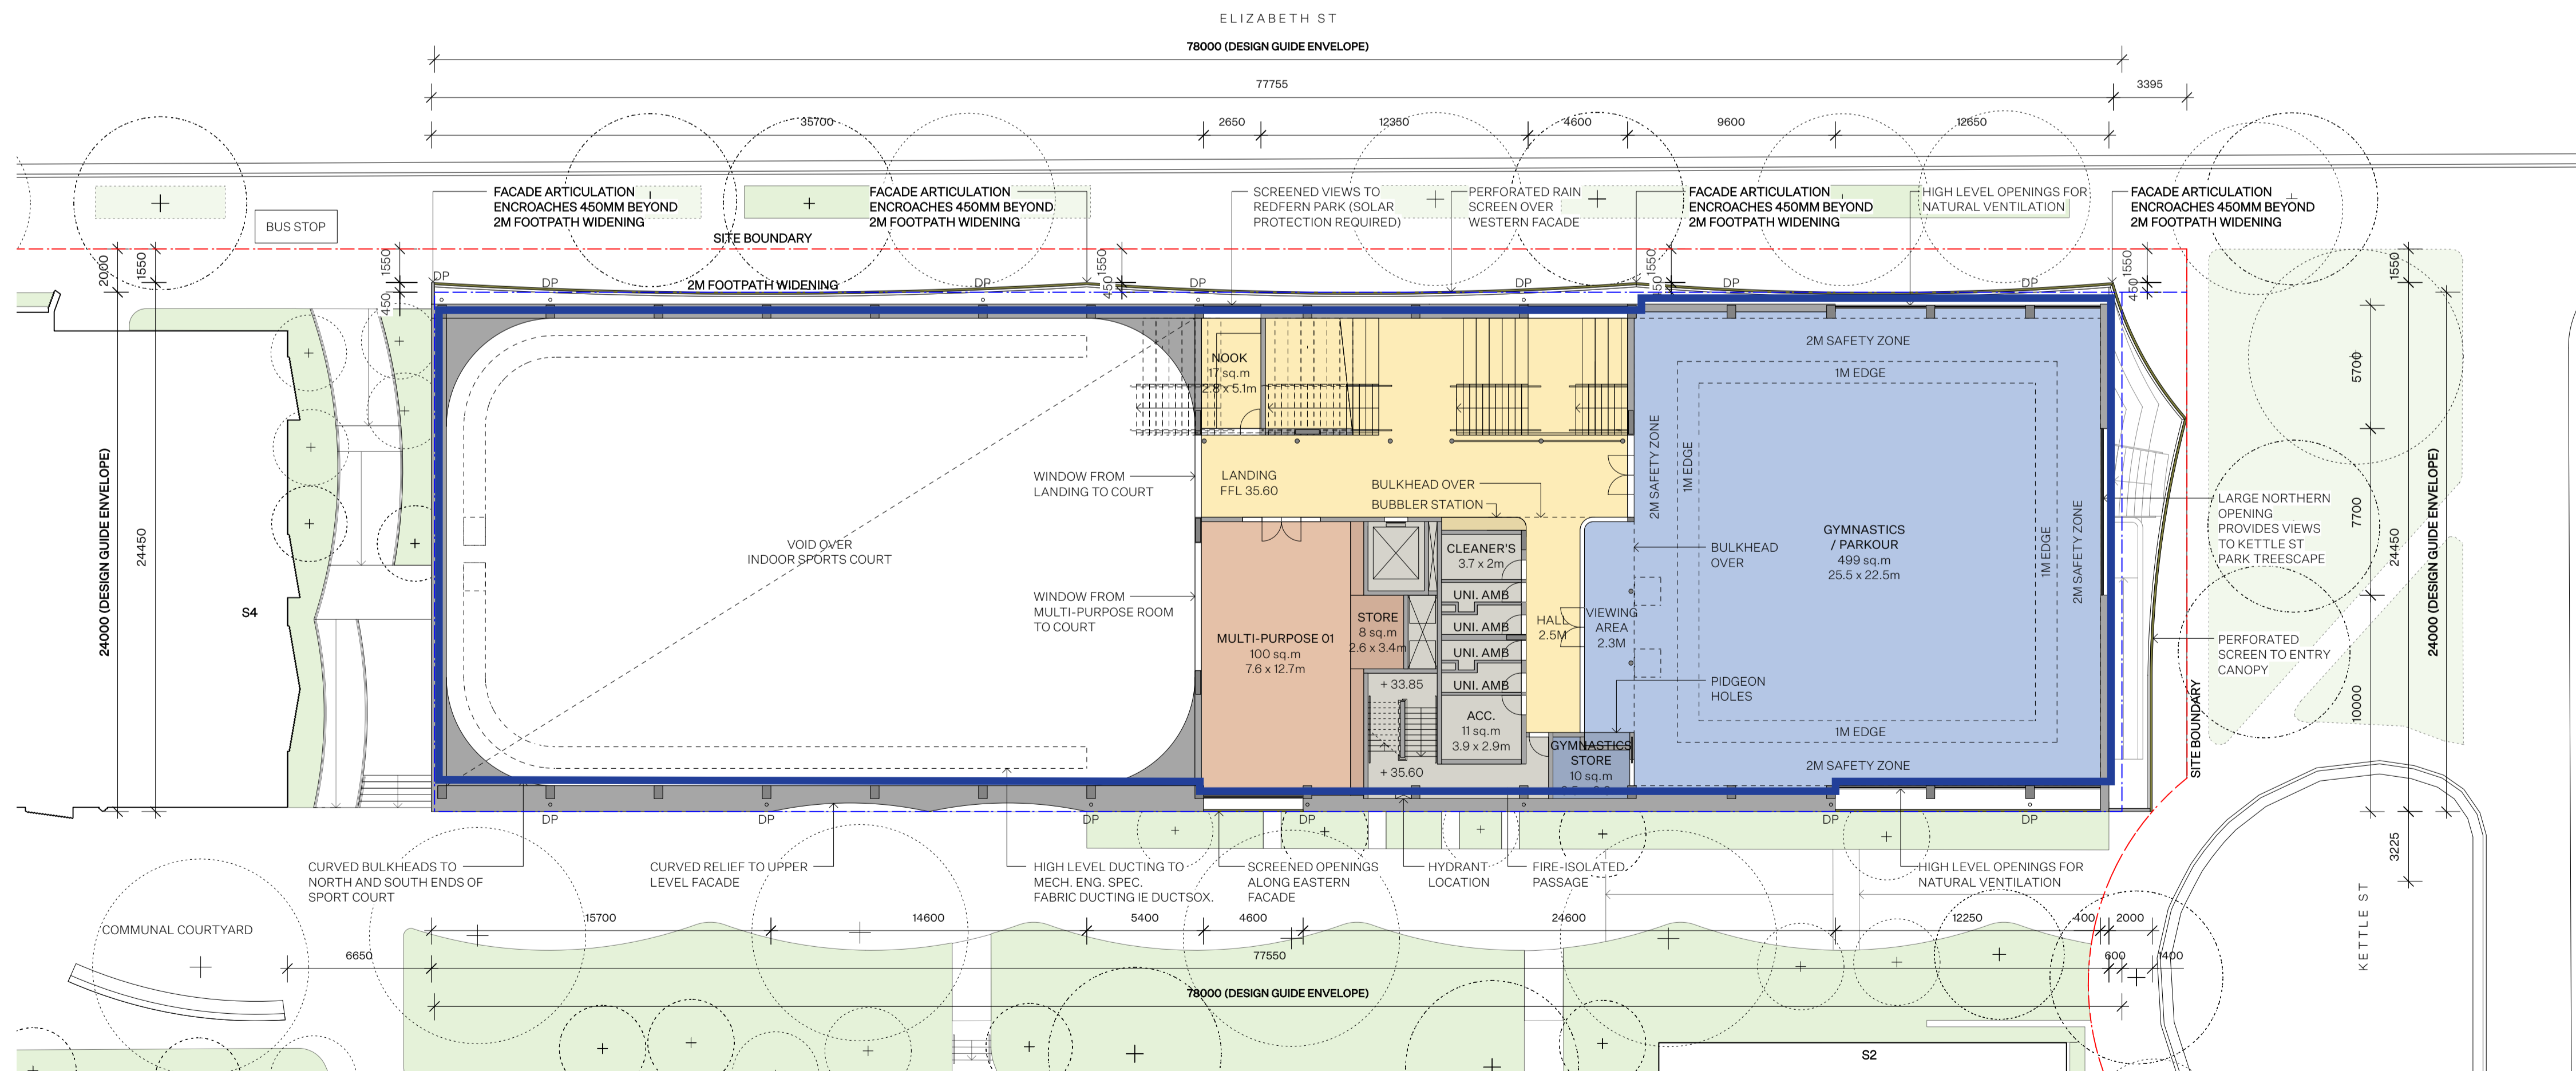 ELIZABETH ST
78000 (DESIGN GUIDE ENVELOPE)
77755
3395
35700
2650
12350
4600
9600
12650
BUS STOP
FACADE ARTICULATION
ENCROACHES 450MM BEYOND
2M FOOTPATH WIDENING
FACADE ARTICULATION
ENCROACHES 450MM BEYOND
2M FOOTPATH WIDENING
SCREENED VIEWS TO
REDFERN PARK (SOLAR
PROTECTION REQUIRED)
PERFORATED RAIN
SCREEN OVER
WESTERN FACADE
FACADE ARTICULATION
ENCROACHES 450MM BEYOND
2M FOOTPATH WIDENING
HIGH LEVEL OPENINGS FOR
NATURAL VENTILATION
FACADE ARTICULATION
ENCROACHES 450MM BEYOND
2M FOOTPATH WIDENING
SITE BOUNDARY
2M FOOTPATH WIDENING
2000
1550
1550
450
1550
450
1550
450
1550
450
1550
DP
DP
DP
DP
DP
DP
DP
24000 (DESIGN GUIDE ENVELOPE)
24450
S4
VOID OVER
INDOOR SPORTS COURT
WINDOW FROM
LANDING TO COURT
WINDOW FROM
MULTI-PURPOSE ROOM
TO COURT
NOOK
17 sq.m
2.8 x 5.1m
LANDING
FFL 35.60
BULKHEAD OVER
BUBBLER STATION
MULTI-PURPOSE 01
100 sq.m
7.6 x 12.7m
STORE
8 sq.m
2.6 x 3.4m
+ 33.85
+ 35.60
CLEANER'S
3.7 x 2m
UNI. AMB
UNI. AMB
UNI. AMB
UNI. AMB
ACC.
11 sq.m
3.9 x 2.9m
HALL
2.5M
VIEWING
AREA
2.3M
GYMNASTICS
STORE
10 sq.m
BULKHEAD
OVER
PIDGEON
HOLES
2M SAFETY ZONE
1M EDGE
2M SAFETY ZONE
1M EDGE
GYMNASTICS
/ PARKOUR
499 sq.m
25.5 x 22.5m
1M EDGE
2M SAFETY ZONE
1M EDGE
2M SAFETY ZONE
LARGE NORTHERN
OPENING
PROVIDES VIEWS
TO KETTLE ST
PARK TREESCAPE
PERFORATED
SCREEN TO ENTRY
CANOPY
SITE BOUNDARY
5700
7700
10000
24450
24000 (DESIGN GUIDE ENVELOPE)
3225
KETTLE ST
DP
DP
DP
DP
DP
DP
CURVED BULKHEADS TO
NORTH AND SOUTH ENDS OF
SPORT COURT
CURVED RELIEF TO UPPER
LEVEL FACADE
HIGH LEVEL DUCTING TO
MECH. ENG. SPEC.
FABRIC DUCTING IE DUCTSOX.
SCREENED OPENINGS
ALONG EASTERN
FACADE
HYDRANT
LOCATION
FIRE-ISOLATED
PASSAGE
HIGH LEVEL OPENINGS FOR
NATURAL VENTILATION
COMMUNAL COURTYARD
15700
14600
5400
4600
24600
12250
400
2000
6650
77550
600
1400
78000 (DESIGN GUIDE ENVELOPE)
S2